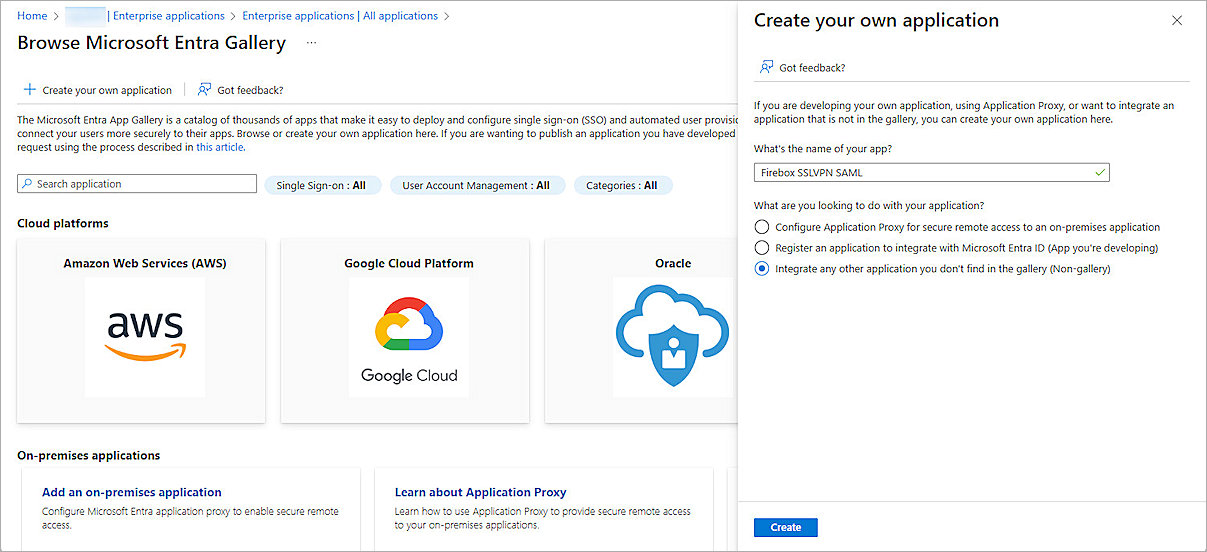 Home > | Enterprise applications > Enterprise applications | All applications >
Browse Microsoft Entra Gallery ...
+ Create your own application | Got feedback?
The Microsoft Entra App Gallery is a catalog of thousands of apps that make it easy to deploy and configure single sign-on (SSO) and automated user
connect your users more securely to their apps. Browse or create your own application here. If you are wanting to publish an application you have developed
request using the process described in this article.
Search application
Single Sign-on : All
User Account Management : All
Categories : All
Cloud platforms
Amazon Web Services (AWS)
aws
Google Cloud Platform
Google Cloud
Oracle
On-premises applications
Add an on-premises application
Configure Microsoft Entra application proxy to enable secure remote
access.
Learn about Application Proxy
Learn how to use Application Proxy to provide secure remote access
to your on-premises applications.
Create your own application
Got feedback?
If you are developing your own application, using Application Proxy, or want to integrate an
application that is not in the gallery, you can create your own application here.
What's the name of your app?
Firebox SSLVPN SAML
What are you looking to do with your application?
Configure Application Proxy for secure remote access to an on-premises application
Register an application to integrate with Microsoft Entra ID (App you're developing)
Integrate any other application you don't find in the gallery (Non-gallery)
Create